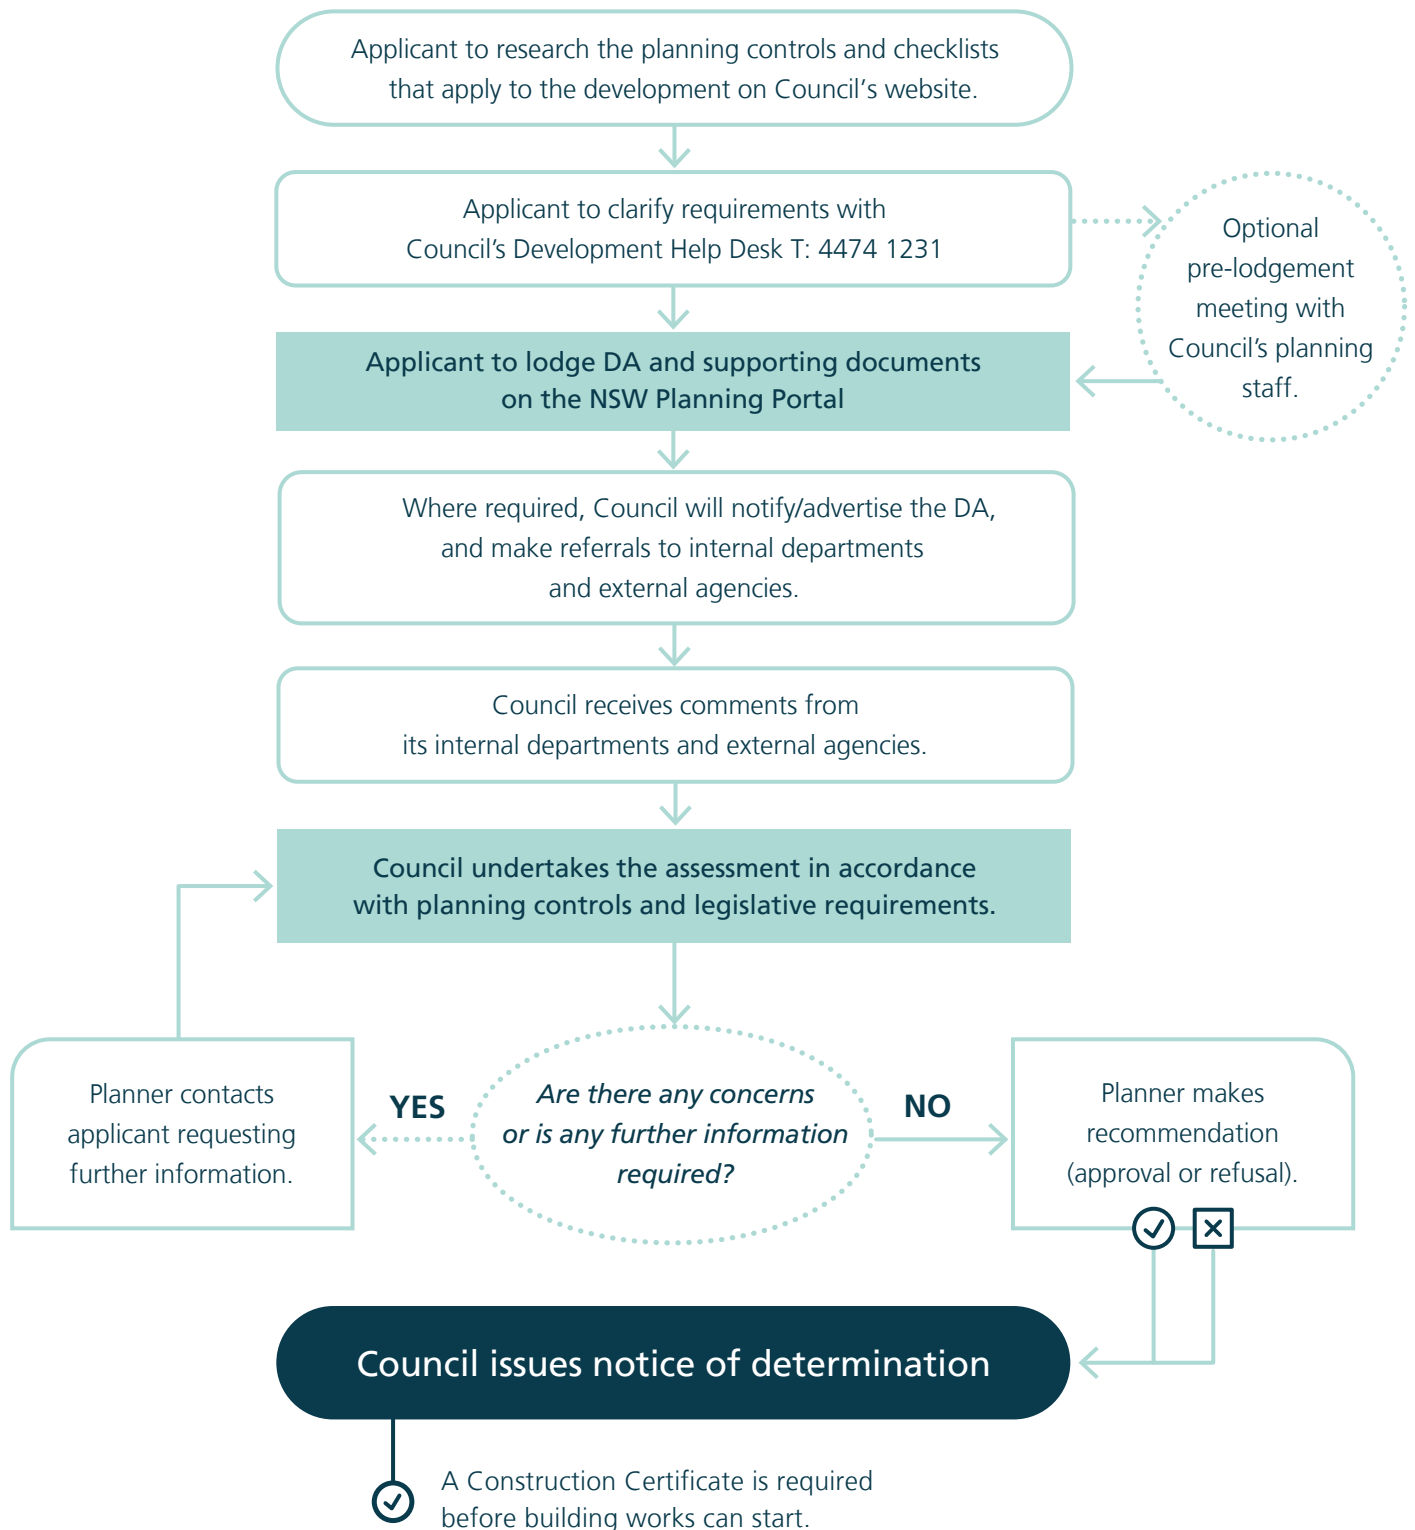 Applicant to research the planning controls and checklists
that apply to the development on Council's website.
Applicant to clarify requirements with
Council's Development Help Desk T: 4474 1231
Optional
pre-lodgement
meeting with
Council's planning
staff.
Applicant to lodge DA and supporting documents
on the NSW Planning Portal
Where required, Council will notify/advertise the DA,
and make referrals to internal departments
and external agencies.
Council receives comments from
its internal departments and external agencies.
Council undertakes the assessment in accordance
with planning controls and legislative requirements.
Planner contacts
applicant requesting
further information.
YES
Are there any concerns
or is any further information
required?
NO
Planner makes
recommendation
(approval or refusal).
Council issues notice of determination
A Construction Certificate is required
before building works can start.